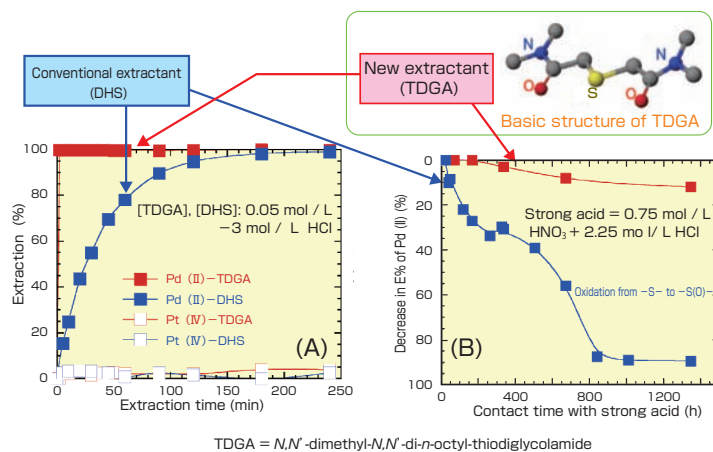 Conventional extractant
(DHS)
New extractant
(TDGA)
N
N
O
S
O
Basic structure of TDGA
100
80
60
40
20
0
Extraction (%)
[TDGA], [DHS]: 0.05 mol / L
−3 mol / L HCl
Pd (II)−TDGA
Pd (II)−DHS
Pt (IV)−TDGA
Pt (IV)−DHS
(A)
0 50 100 150 200 250
Extraction time (min)
0
20
40
60
80
100
Decrease in E% of Pd (II) (%)
Strong acid = 0.75 mol / L
HNO3 + 2.25 mo l/ L HCl
Oxidation from −S− to −S(O)−
(B)
0 400 800 1200
Contact time with strong acid (h)
TDGA = N,N'-dimethyl-N,N'-di-n-octyl-thiodiglycolamide